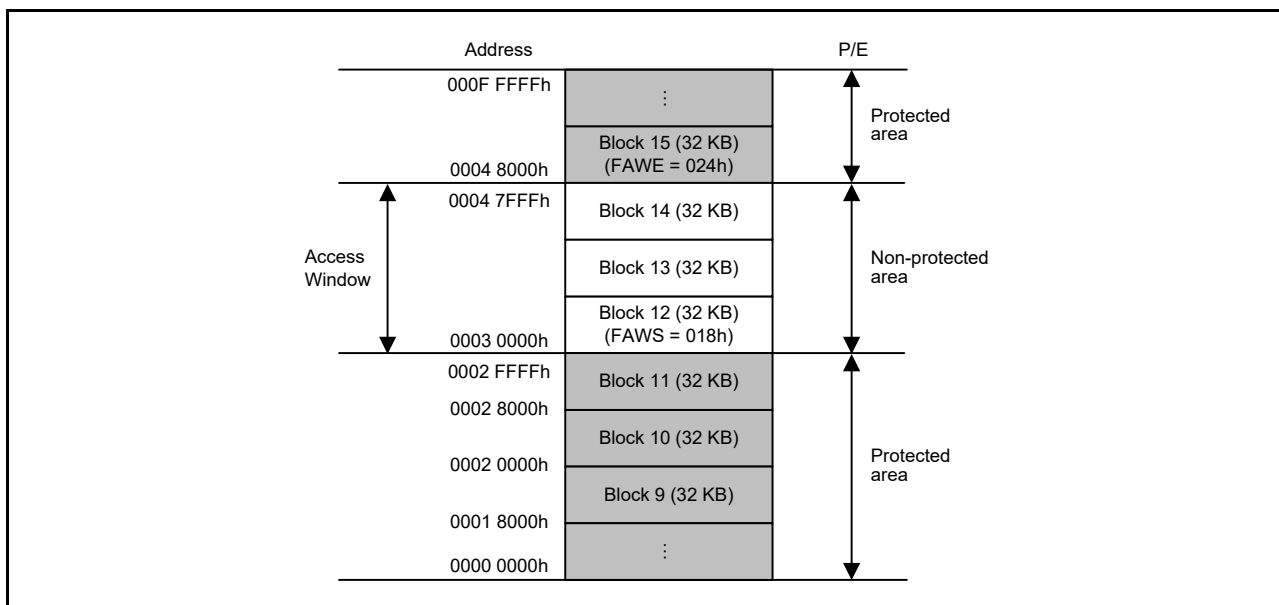 Address
P/E
000F FFFFh
⋮
Protected
area
Block 15 (32 KB)
(FAWE = 024h)
0004 8000h
0004 7FFFh
Block 14 (32 KB)
Access
Window
Block 13 (32 KB)
Non-protected
area
Block 12 (32 KB)
(FAWS = 018h)
0003 0000h
0002 FFFFh
Block 11 (32 KB)
0002 8000h
Block 10 (32 KB)
0002 0000h
Protected
area
Block 9 (32 KB)
0001 8000h
⋮
0000 0000h